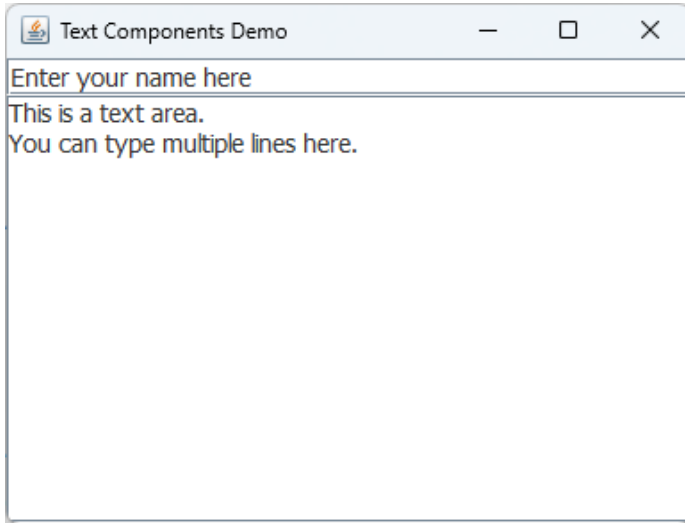 Text Components Demo
Enter your name here
This is a text area.
You can type multiple lines here.